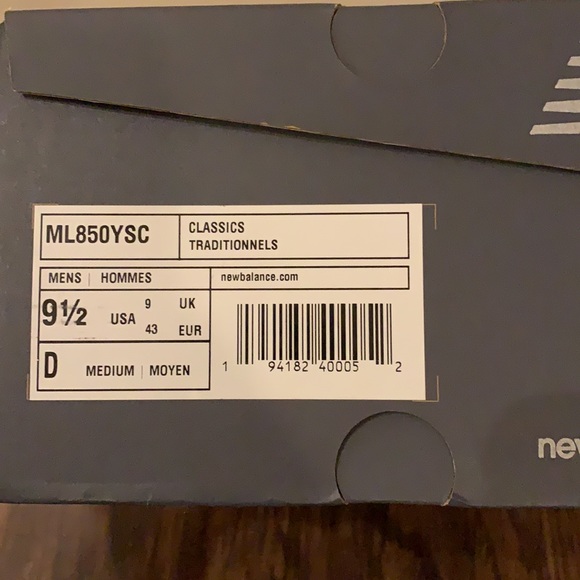 ML850YSC
CLASSICS
TRADITIONNELS
MENS | HOMMES
newbalance.com
9½ USA
9 UK
43 EUR
D MEDIUM | MOYEN
1 94182 40005 2
new